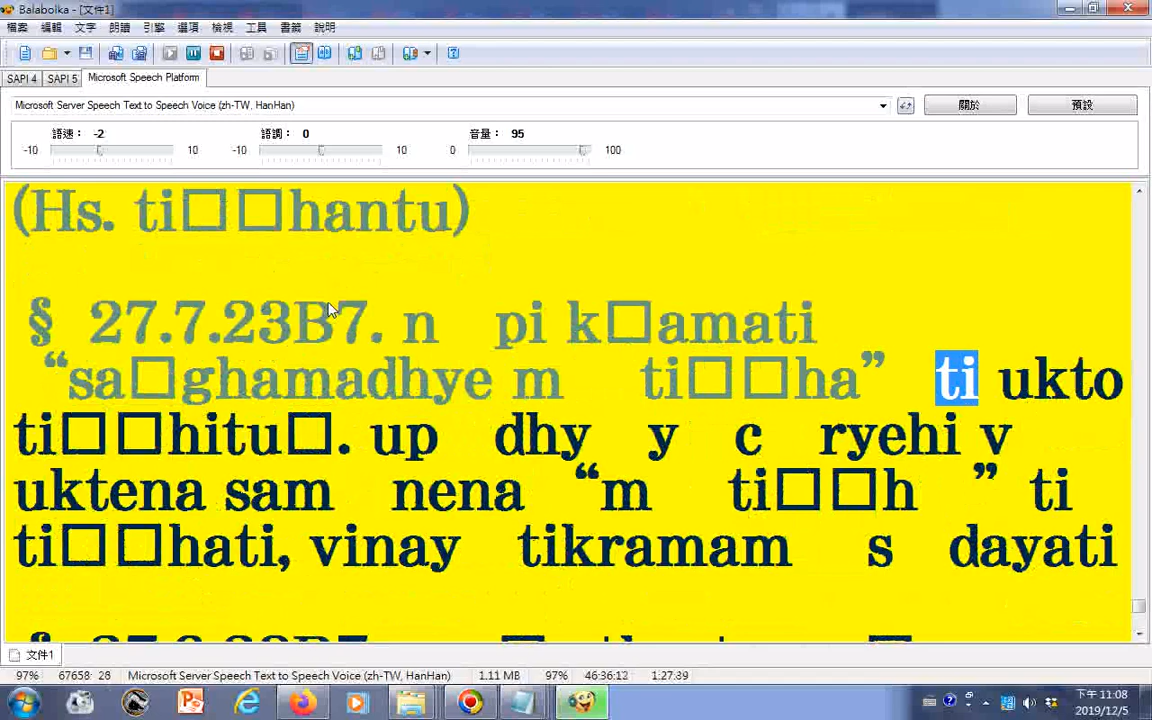 Balabolka - [文件1]
檔案 編輯 文字 朗讀 引擎 選項 檢視 工具 書籤 說明
SAPI 4 SAPI 5 Microsoft Speech Platform
Microsoft Server Speech Text to Speech Voice (zh-TW, HanHan) 關於 預設
語速： -2 語調： 0 音量： 95
-10 10 -10 10 0 100
(Hs. ti□□hantu)
§ 27.7.23B7. n pi k□amati
“sa□ghamadhye m ti□□ha” ti ukto
ti□□hitu□. up dhy y c ryehi v
uktena sam nena “m ti□□h ” ti
ti□□hati, vinay tikramam s dayati
文件1
97% 67658: 28 Microsoft Server Speech Text to Speech Voice (zh-TW, HanHan) 1.11 MB 97% 46:36:12 1:27:39
下午 11:08
2019/12/5